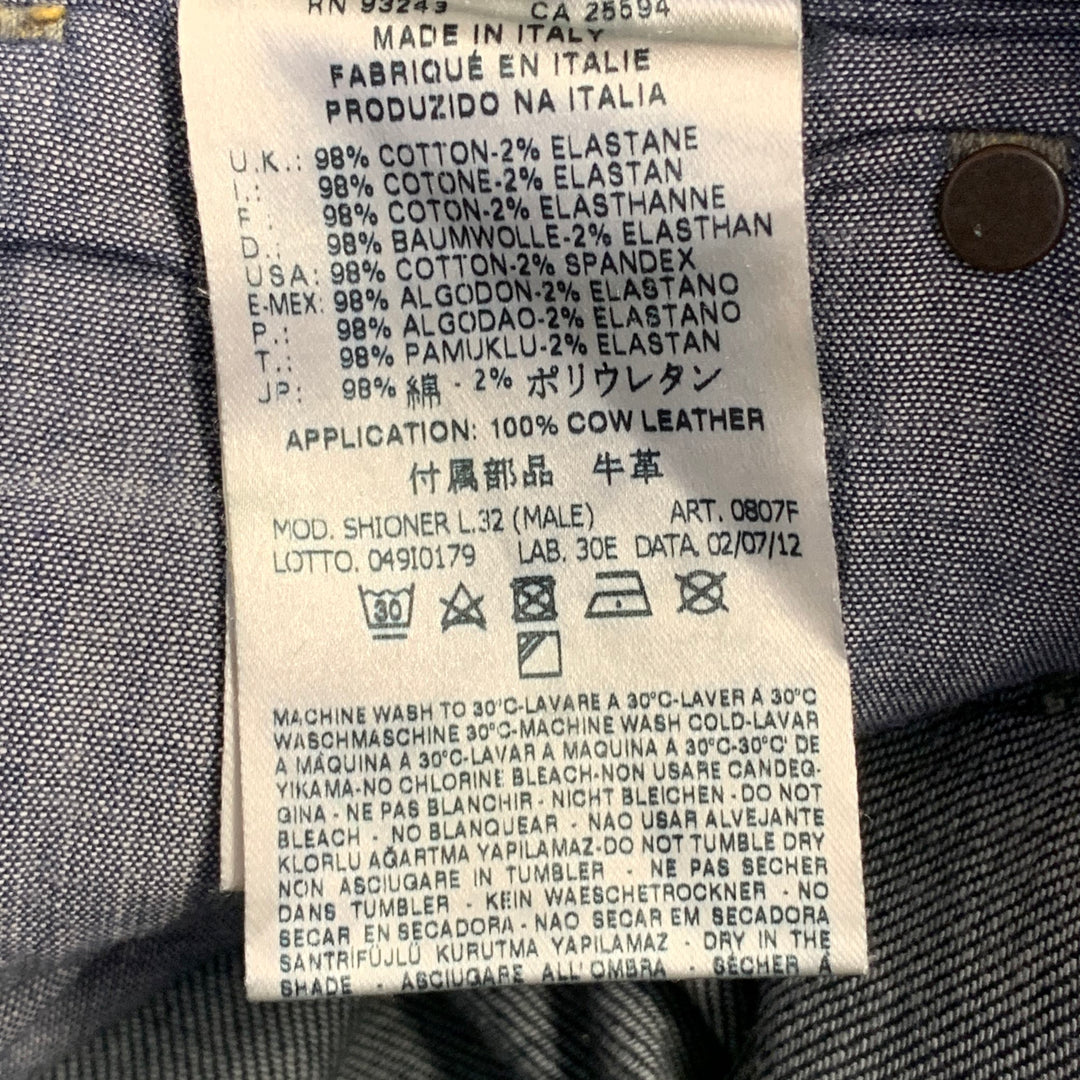 RN 93243 CA 25594
MADE IN ITALY
FABRIQUÉ EN ITALIE
PRODUZIDO NA ITALIA
U.K.: 98% COTTON-2% ELASTANE
I.: 98% COTONE-2% ELASTAN
F.: 98% COTON-2% ELASTHANNE
D.: 98% BAUMWOLLE-2% ELASTHAN
USA: 98% COTTON-2% SPANDEX
E-MEX: 98% ALGODON-2% ELASTANO
P.: 98% ALGODAO-2% ELASTANO
T.: 98% PAMUKLU-2% ELASTAN
JP: 98% 綿 - 2% ポリウレタン
APPLICATION: 100% COW LEATHER
付属部品 牛革
MOD. SHIONER L.32 (MALE) ART. 0807F
LOTTO. 049I0179 LAB. 30E DATA. 02/07/12
30
MACHINE WASH TO 30°C-LAVARE A 30°C-LAVER A 30°C
WASCHMASCHINE 30°C-MACHINE WASH COLD-LAVAR
A MÁQUINA A 30°C-LAVAR A MAQUINA A 30°C-30°C' DE
YIKAMA-NO CHLORINE BLEACH-NON USARE CANDEG-
GINA - NE PAS BLANCHIR - NICHT BLEICHEN - DO NOT
BLEACH - NO BLANQUEAR - NAO USAR ALVEJANTE
KLORLU AĞARTMA YAPILAMAZ-DO NOT TUMBLE DRY
NON ASCIUGARE IN TUMBLER - NE PAS SÉCHER
DANS TUMBLER - KEIN WAESCHETROCKNER - NO
SECAR EN SECADORA - NAO SECAR EM SECADORA
SANTRİFÜJLÜ KURUTMA YAPILAMAZ - DRY IN THE
SHADE - ASCIUGARE ALL'OMBRA - SÉCHER À